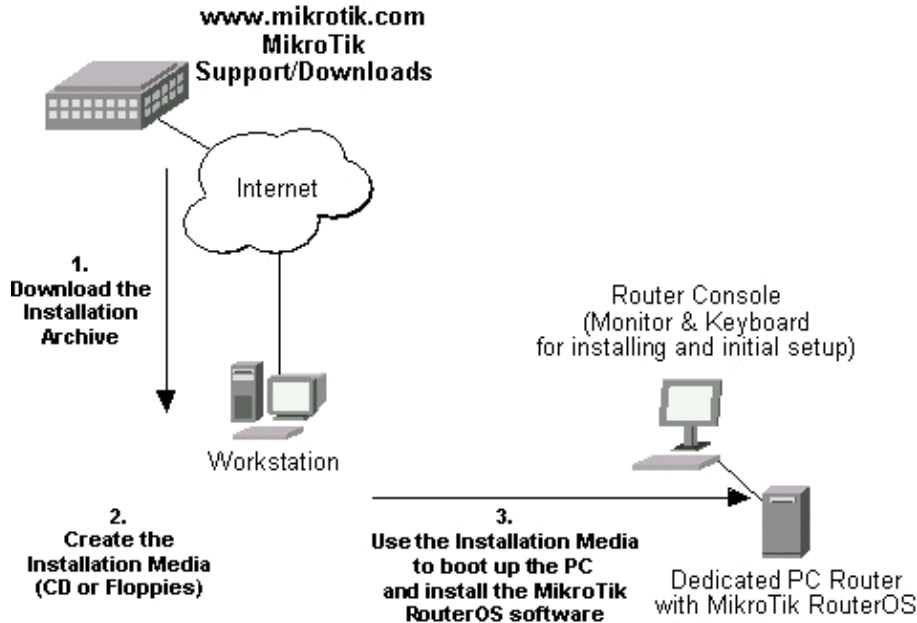 www.mikrotik.com
MikroTik
Support/Downloads
Internet
1.
Download the
Installation
Archive
Workstation
Router Console
(Monitor & Keyboard
for installing and initial setup)
2.
Create the
Installation Media
(CD or Floppies)
3.
Use the Installation Media
to boot up the PC
and install the MikroTik
RouterOS software
Dedicated PC Router
with MikroTik RouterOS